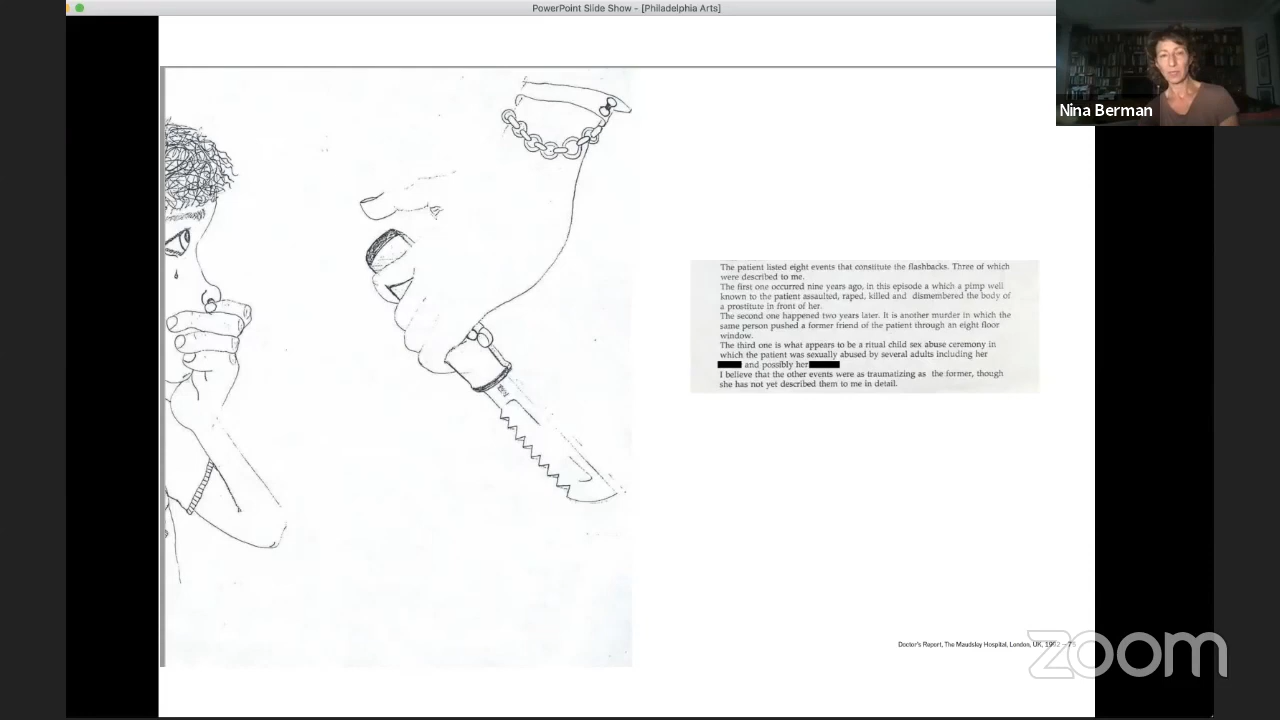 PowerPoint Slide Show - [Philadelphia Arts]
Nina Berman
The patient listed eight events that constitute the flashbacks. Three of which
were described to me.
The first one occurred nine years ago, in this episode a which a pimp well
known to the patient assaulted, raped, killed and dismembered the body of
a prostitute in front of her.
The second one happened two years later. It is another murder in which the
same person pushed a former friend of the patient through an eight floor
window.
The third one is what appears to be a ritual child sex abuse ceremony in
which the patient was sexually abused by several adults including her
and possibly her
I believe that the other events were as traumatizing as the former, though
she has not yet described them to me in detail.
Doctor's Report, The Maudsley Hospital, London, UK,
zoom